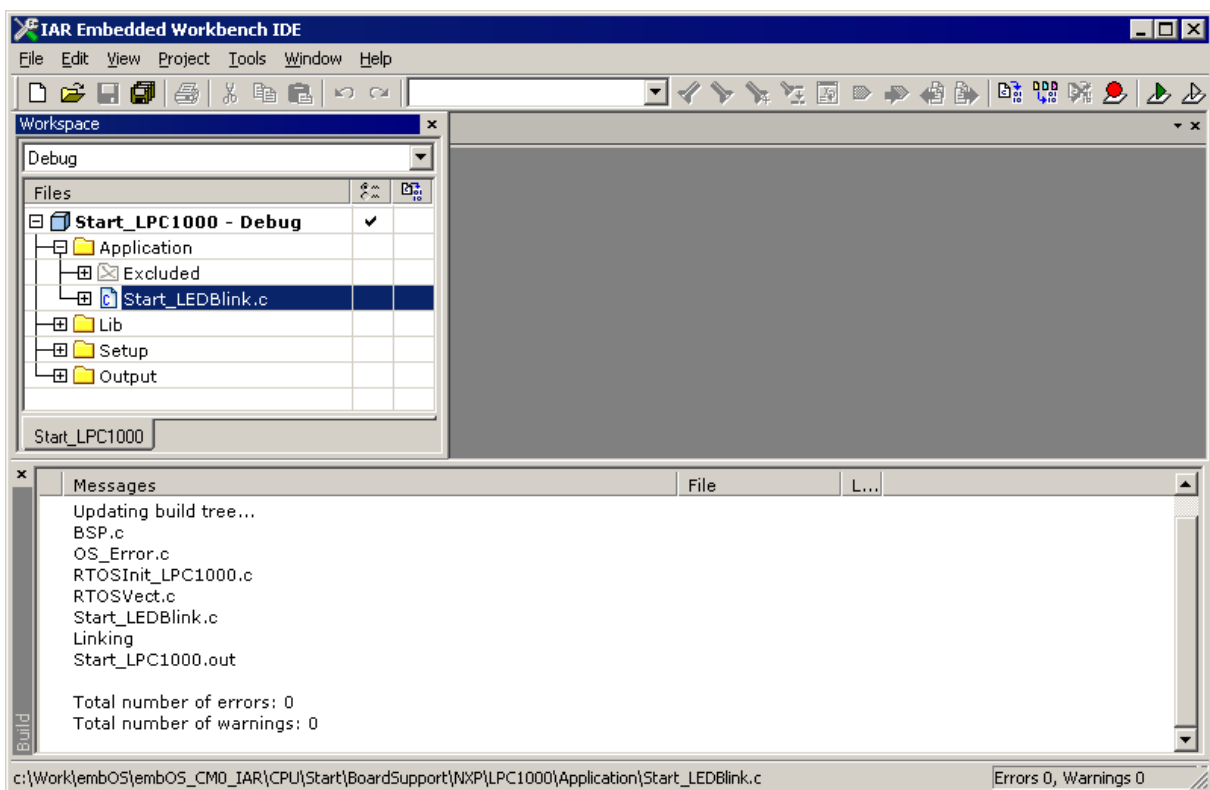 IAR Embedded Workbench IDE
File Edit View Project Tools Window Help
Workspace
Debug
Files
Start_LPC1000 - Debug
Application
Excluded
Start_LEDBlink.c
Lib
Setup
Output
Start_LPC1000
Messages File L...
Updating build tree...
BSP.c
OS_Error.c
RTOSInit_LPC1000.c
RTOSVect.c
Start_LEDBlink.c
Linking
Start_LPC1000.out
Total number of errors: 0
Total number of warnings: 0
Build
c:\Work\embOS\embOS_CM0_IAR\CPU\Start\BoardSupport\NXP\LPC1000\Application\Start_LEDBlink.c Errors 0, Warnings 0